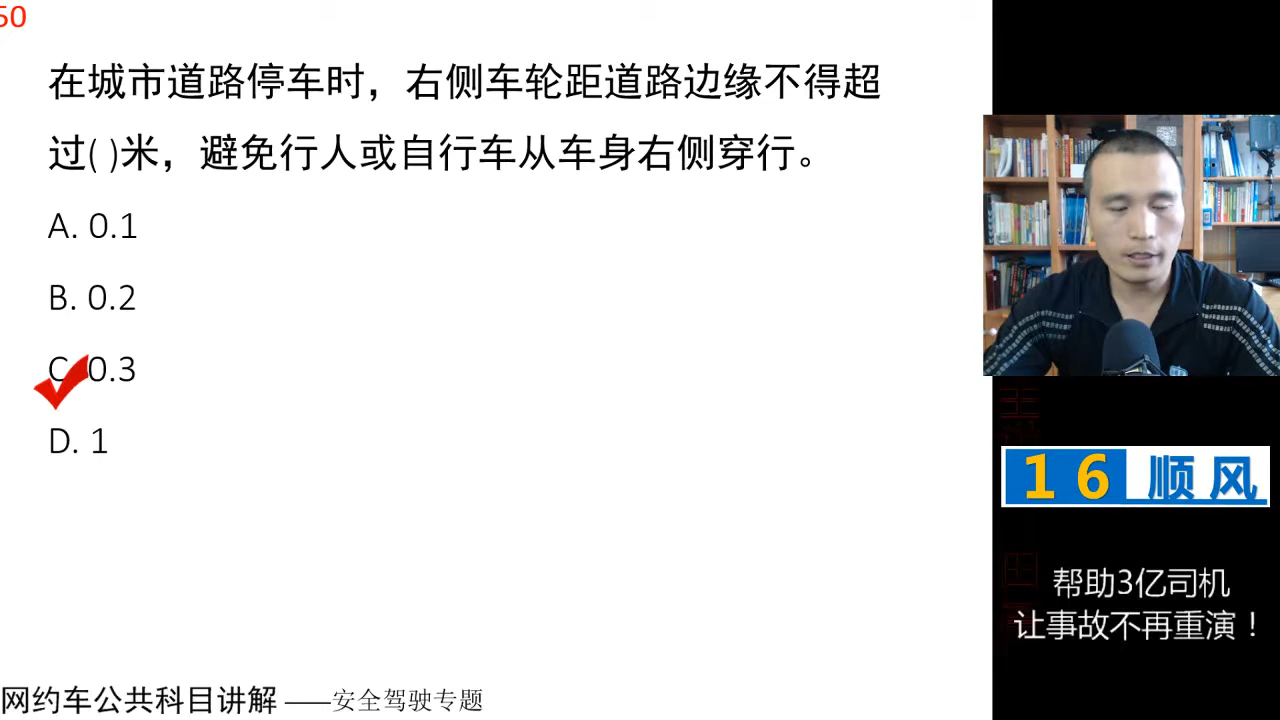 50
在城市道路停车时，右侧车轮距道路边缘不得超
过( )米，避免行人或自行车从车身右侧穿行。
A. 0.1
B. 0.2
C. 0.3
D. 1
16顺风
帮助3亿司机
让事故不再重演！
网约车公共科目讲解 ——安全驾驶专题